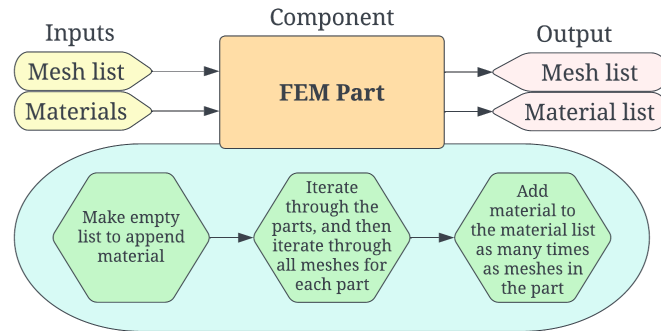 Inputs
Component
Output
Mesh list
Materials
FEM Part
Mesh list
Material list
Make empty
list to append
material
Iterate
through the
parts, and then
iterate through
all meshes for
each part
Add
material to
the material list
as many times
as meshes in
the part